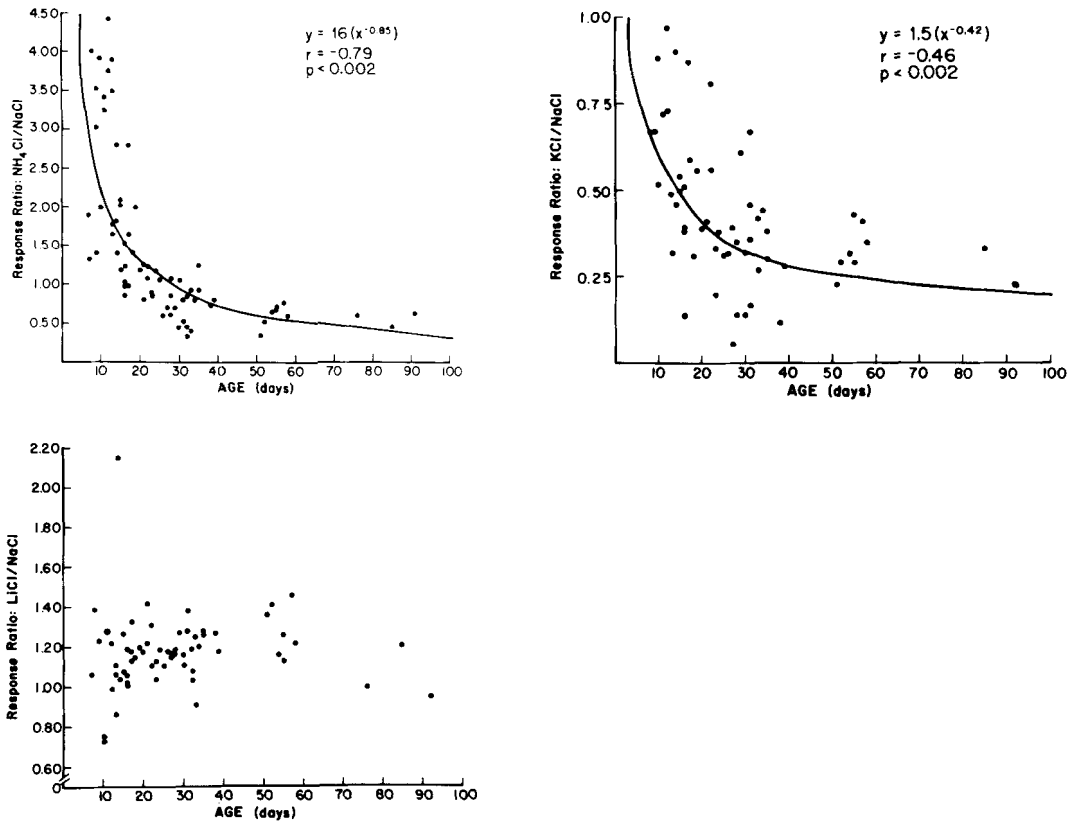 4.50
4.00
3.50
3.00
2.50
2.00
1.50
1.00
0.50
Response Ratio: NH₄Cl/NaCl
y = 16(x^-0.85)
r = -0.79
p < 0.002
10 20 30 40 50 60 70 80 90 100
AGE (days)
1.00
0.75
0.50
0.25
Response Ratio: KCl/NaCl
y = 1.5(x^-0.42)
r = -0.46
p < 0.002
10 20 30 40 50 60 70 80 90 100
AGE (days)
2.20
2.00
1.80
1.60
1.40
1.20
1.00
0.80
0.60
0
Response Ratio: LiCl/NaCl
10 20 30 40 50 60 70 80 90 100
AGE (days)